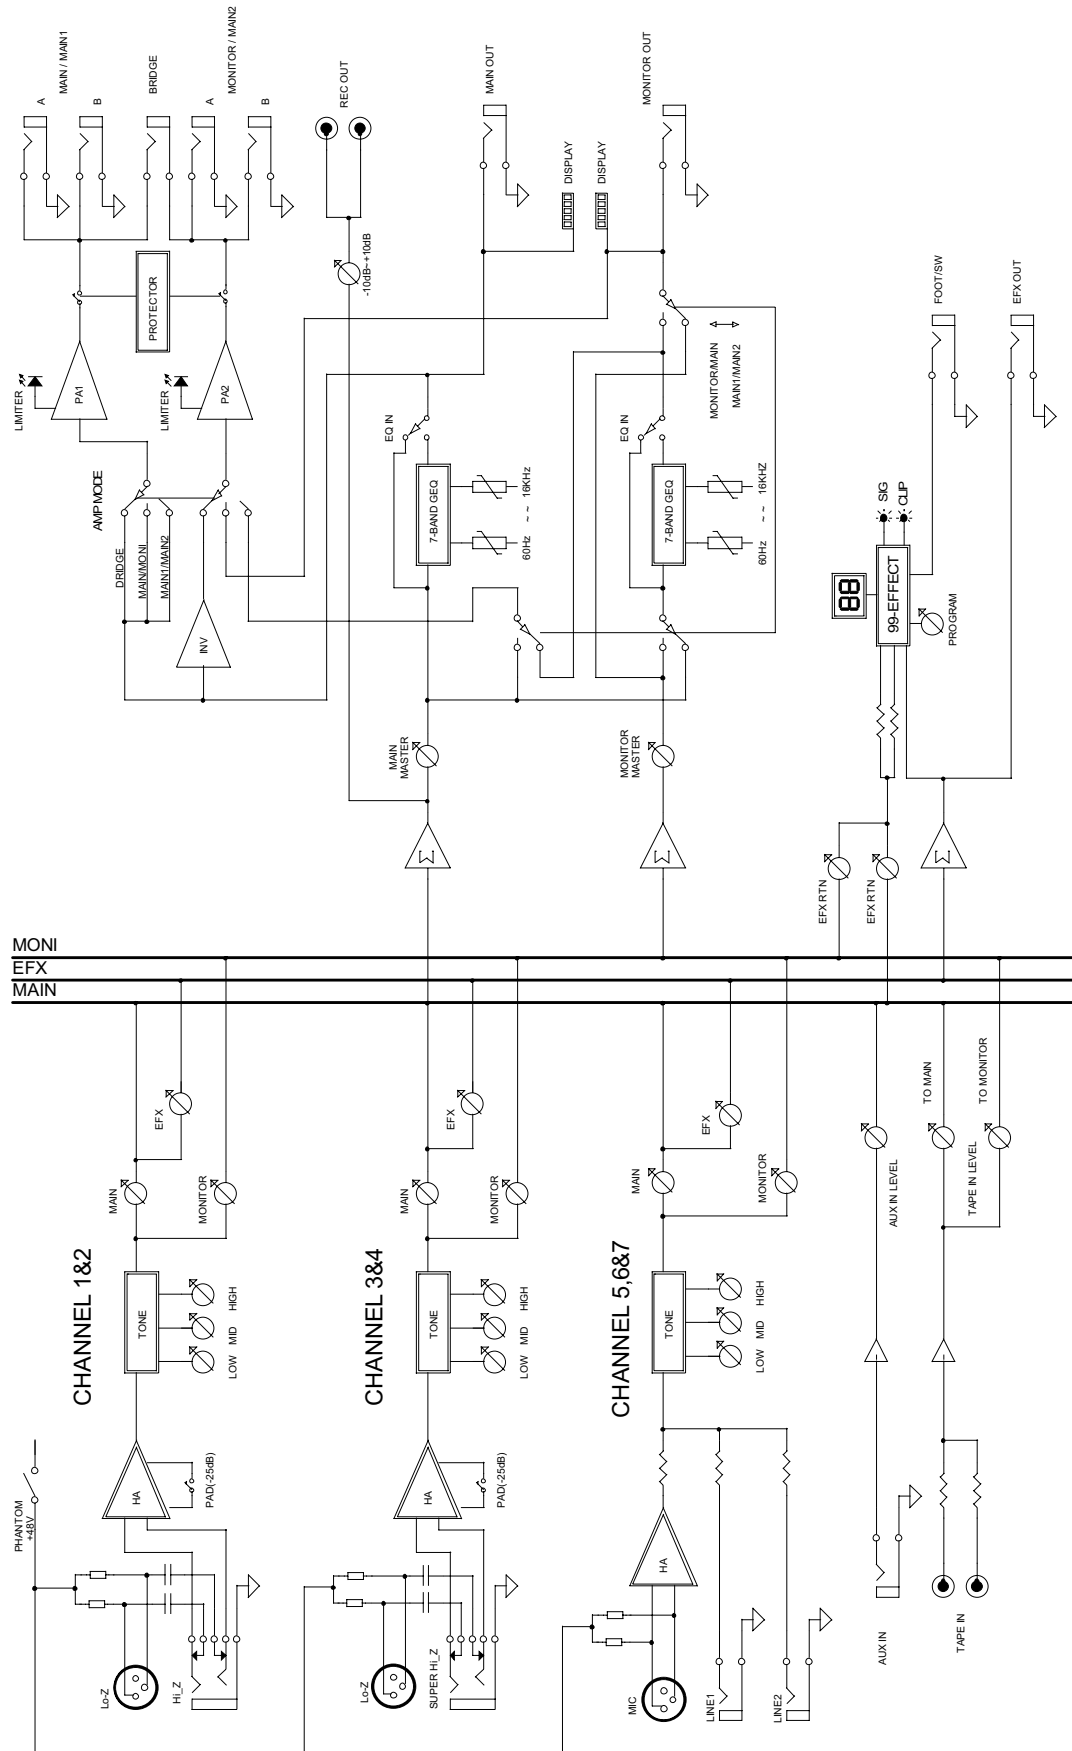 MAIN / MAIN1
A
B
BRIDGE
MONITOR / MAIN2
A
B
REC OUT
MAIN OUT
MONITOR OUT
DISPLAY
DISPLAY
LIMITER
PA1
PROTECTOR
LIMITER
PA2
-10dB~+10dB
AMP MODE
DRIDGE
MAIN/MONI
MAIN1/MAIN2
INV
EQ IN
7-BAND GEQ
60Hz ~ ~ 16KHz
EQ IN
7-BAND GEQ
60Hz ~ ~ 16KHZ
MONITOR/MAIN
MAIN1/MAIN2
FOOT/SW
EFX OUT
SIG
CLIP
88
99-EFFECT
PROGRAM
MAIN
MASTER
MONITOR
MASTER
Σ
Σ
Σ
EFX RTN
EFX RTN
MONI
EFX
MAIN
EFX
MAIN
MONITOR
EFX
MAIN
MONITOR
EFX
MAIN
MONITOR
TO MAIN
TO MONITOR
AUX IN LEVEL
TAPE IN LEVEL
CHANNEL 1&2
TONE
LOW MID HIGH
CHANNEL 3&4
TONE
LOW MID HIGH
CHANNEL 5,6&7
TONE
LOW MID HIGH
PHANTOM
+48V
HA
PAD(-25dB)
HA
PAD(-25dB)
HA
Lo-Z
Hi_Z
Lo-Z
SUPER Hi_Z
MIC
LINE1
LINE2
AUX IN
TAPE IN